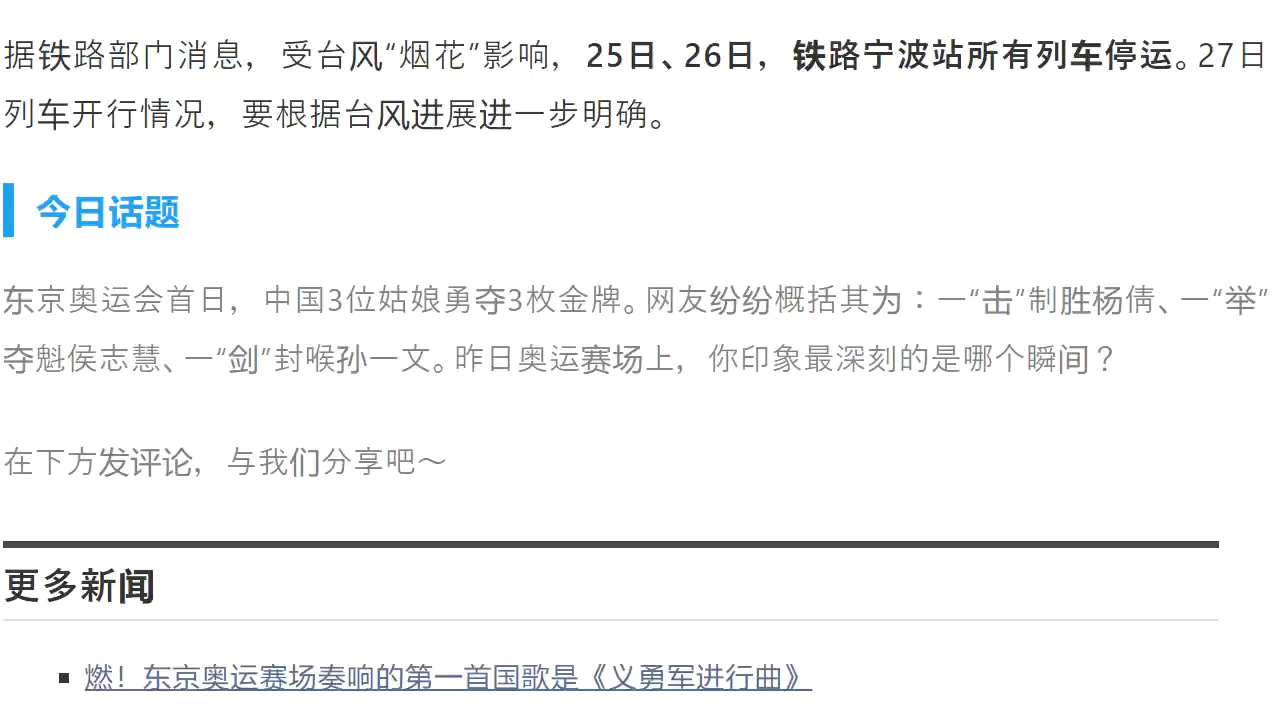 据铁路部门消息，受台风“烟花”影响，25日、26日，铁路宁波站所有列车停运。27日
列车开行情况，要根据台风进展进一步明确。
今日话题
东京奥运会首日，中国3位姑娘勇夺3枚金牌。网友纷纷概括其为：一“击”制胜杨倩、一“举”
夺魁侯志慧、一“剑”封喉孙一文。昨日奥运赛场上，你印象最深刻的是哪个瞬间？
在下方发评论，与我们分享吧～
更多新闻
燃！东京奥运赛场奏响的第一首国歌是《义勇军进行曲》